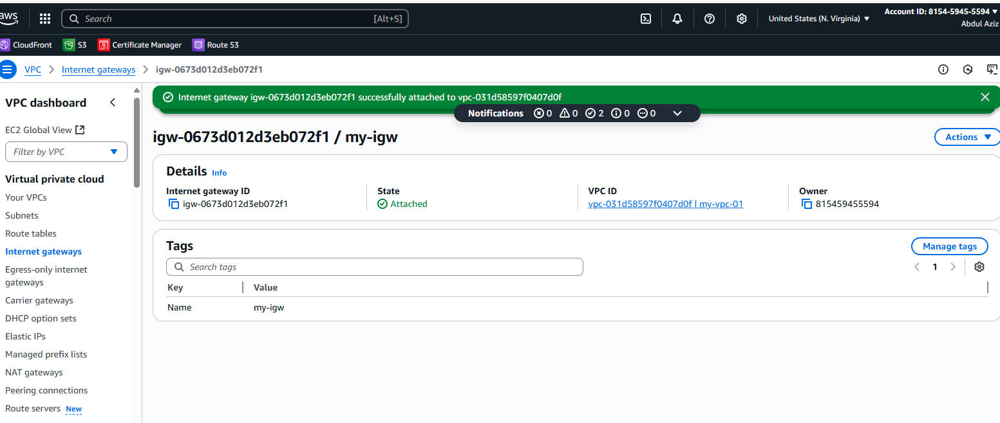 aws
Search [Alt+S]
United States (N. Virginia)
Account ID: 8154-5945-5594
Abdul Aziz
CloudFront S3 Certificate Manager Route 53
VPC Internet gateways igw-0673d012d3eb072f1
VPC dashboard
EC2 Global View
Filter by VPC
Virtual private cloud
Your VPCs
Subnets
Route tables
Internet gateways
Egress-only internet
gateways
Carrier gateways
DHCP option sets
Elastic IPs
Managed prefix lists
NAT gateways
Peering connections
Route servers New
Internet gateway igw-0673d012d3eb072f1 successfully attached to vpc-031d58597f0407d0f
Notifications 0 0 2 0 0
igw-0673d012d3eb072f1 / my-igw
Actions
Details Info
Internet gateway ID
igw-0673d012d3eb072f1
State
Attached
VPC ID
vpc-031d58597f0407d0f | my-vpc-01
Owner
815459455594
Tags
Manage tags
Search tags
1
Key Value
Name my-igw